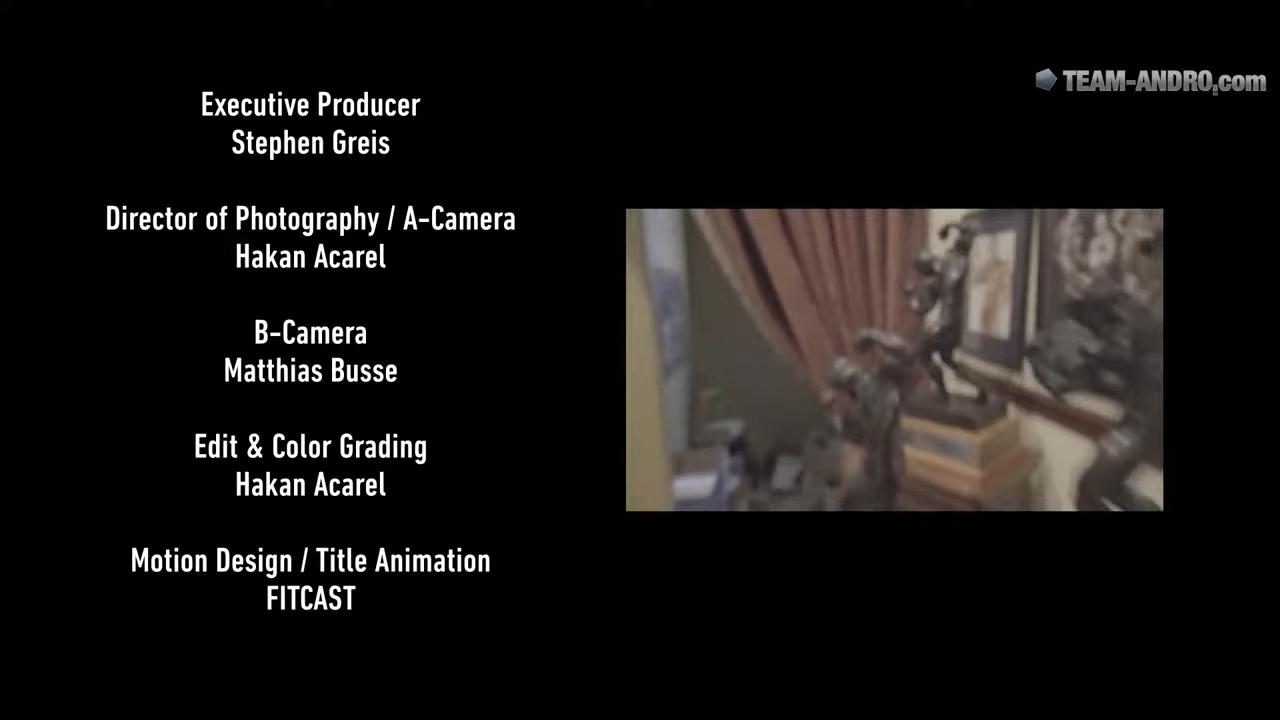 TEAM-ANDRO.com
Executive Producer
Stephen Greis
Director of Photography / A-Camera
Hakan Acarel
B-Camera
Matthias Busse
Edit & Color Grading
Hakan Acarel
Motion Design / Title Animation
FITCAST